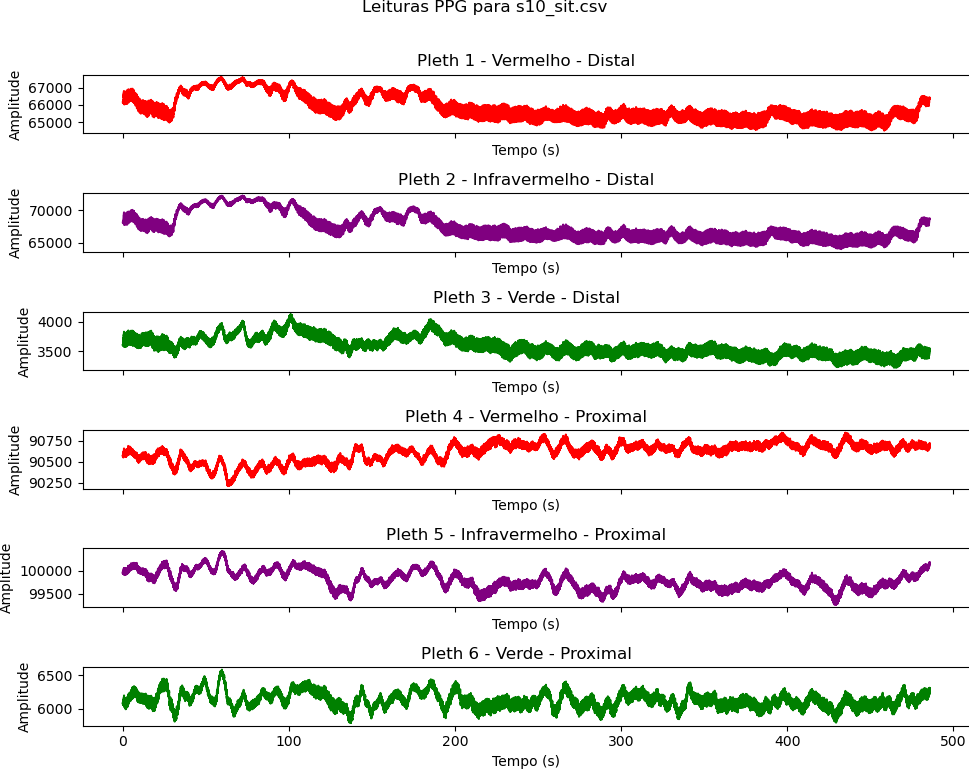 Leituras PPG para s10_sit.csv
Pleth 1 - Vermelho - Distal
Amplitude
67000
66000
65000
Tempo (s)
Pleth 2 - Infravermelho - Distal
Amplitude
70000
65000
Tempo (s)
Pleth 3 - Verde - Distal
Amplitude
4000
3500
Tempo (s)
Pleth 4 - Vermelho - Proximal
Amplitude
90750
90500
90250
Tempo (s)
Pleth 5 - Infravermelho - Proximal
Amplitude
100000
99500
Tempo (s)
Pleth 6 - Verde - Proximal
Amplitude
6500
6000
0 100 200 300 400 500
Tempo (s)